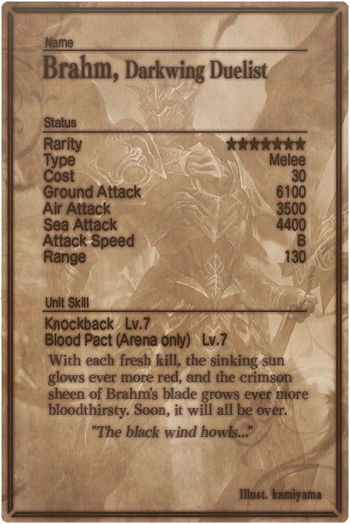 Name
Brahm, Darkwing Duelist
Status
Rarity ★★★★★★★
Type Melee
Cost 30
Ground Attack 6100
Air Attack 3500
Sea Attack 4400
Attack Speed B
Range 130
Unit Skill
Knockback Lv.7
Blood Pact (Arena only) Lv.7
With each fresh kill, the sinking sun
glows ever more red, and the crimson
sheen of Brahm's blade grows ever more
bloodthirsty. Soon, it will all be over.
"The black wind howls..."
Illust. kamiyama